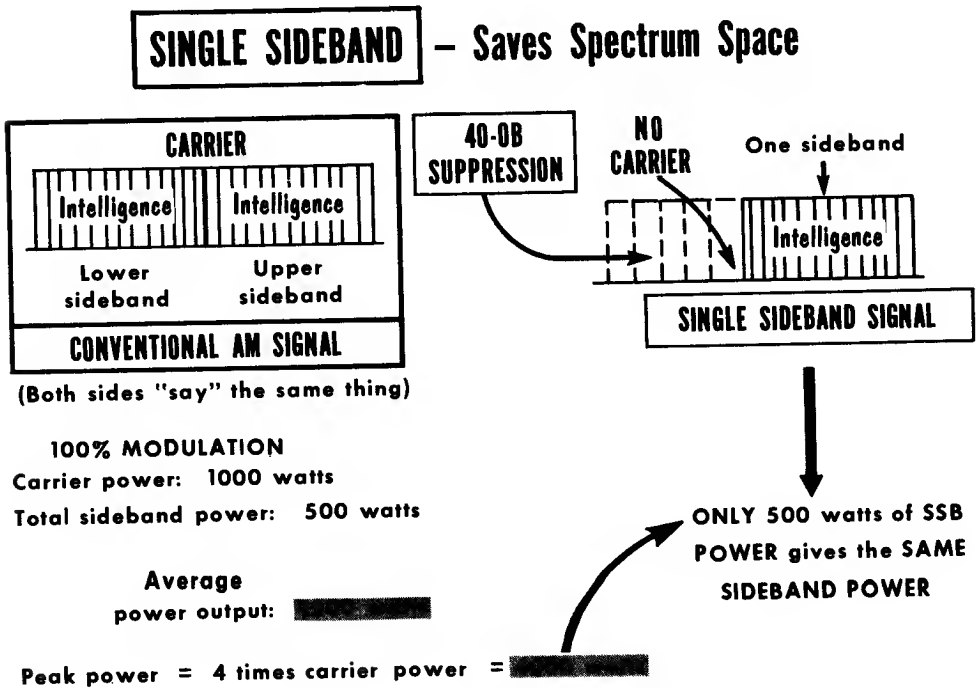 SINGLE SIDEBAND – Saves Spectrum Space
CARRIER
Intelligence Intelligence
Lower sideband
Upper sideband
CONVENTIONAL AM SIGNAL
(Both sides "say" the same thing)
40-OB
SUPPRESSION
NO
CARRIER
One sideband
Intelligence
SINGLE SIDEBAND SIGNAL
100% MODULATION
Carrier power: 1000 watts
Total sideband power: 500 watts
Average
power output:
Peak power = 4 times carrier power =
ONLY 500 watts of SSB
POWER gives the SAME
SIDEBAND POWER